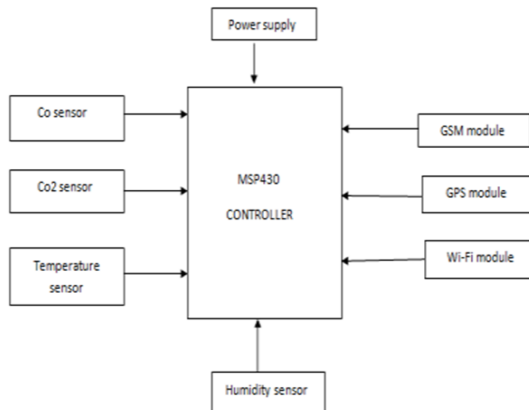 Power supply
Co sensor
Co2 sensor
Temperature
sensor
MSP430
CONTROLLER
GSM module
GPS module
Wi-Fi module
Humidity sensor